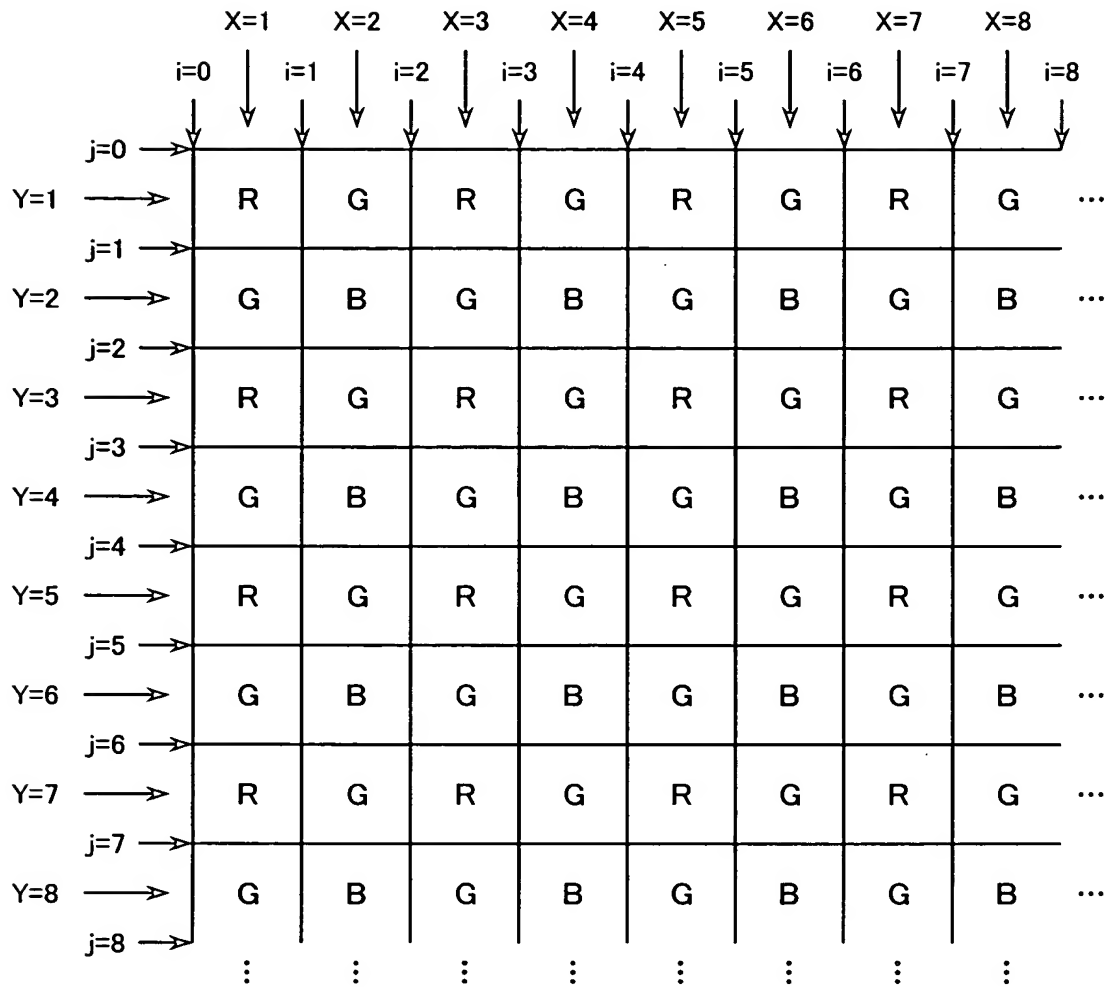 X=1 X=2 X=3 X=4 X=5 X=6 X=7 X=8
i=0 i=1 i=2 i=3 i=4 i=5 i=6 i=7 i=8
j=0
Y=1 R G R G R G R G ...
j=1
Y=2 G B G B G B G B ...
j=2
Y=3 R G R G R G R G ...
j=3
Y=4 G B G B G B G B ...
j=4
Y=5 R G R G R G R G ...
j=5
Y=6 G B G B G B G B ...
j=6
Y=7 R G R G R G R G ...
j=7
Y=8 G B G B G B G B ...
j=8